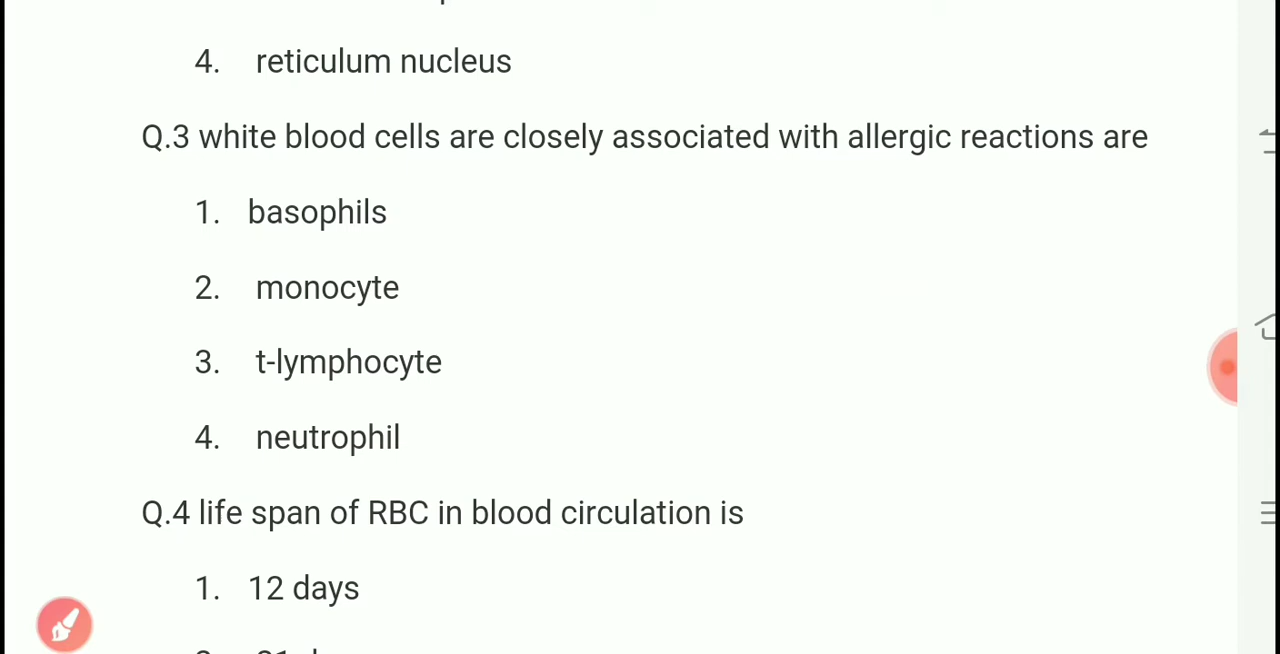 4. reticulum nucleus
Q.3 white blood cells are closely associated with allergic reactions are
1. basophils
2. monocyte
3. t-lymphocyte
4. neutrophil
Q.4 life span of RBC in blood circulation is
1. 12 days